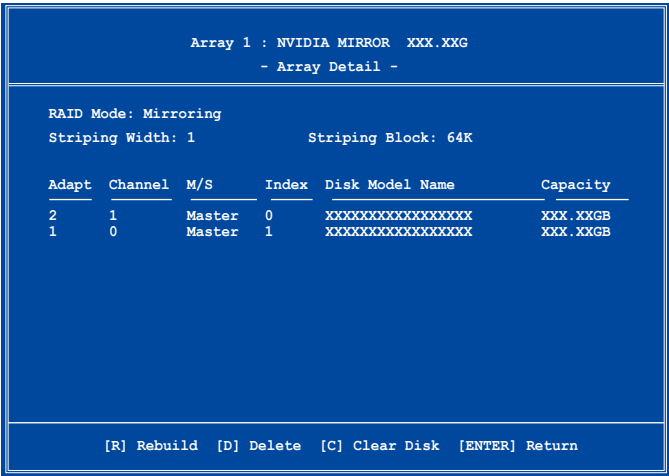 Array 1 : NVIDIA MIRROR XXX.XXG
- Array Detail -
RAID Mode: Mirroring
Striping Width: 1 Striping Block: 64K
Adapt Channel M/S Index Disk Model Name Capacity
2 1 Master 0 XXXXXXXXXXXXXXXXX XXX.XXGB
1 0 Master 1 XXXXXXXXXXXXXXXXX XXX.XXGB
[R] Rebuild [D] Delete [C] Clear Disk [ENTER] Return